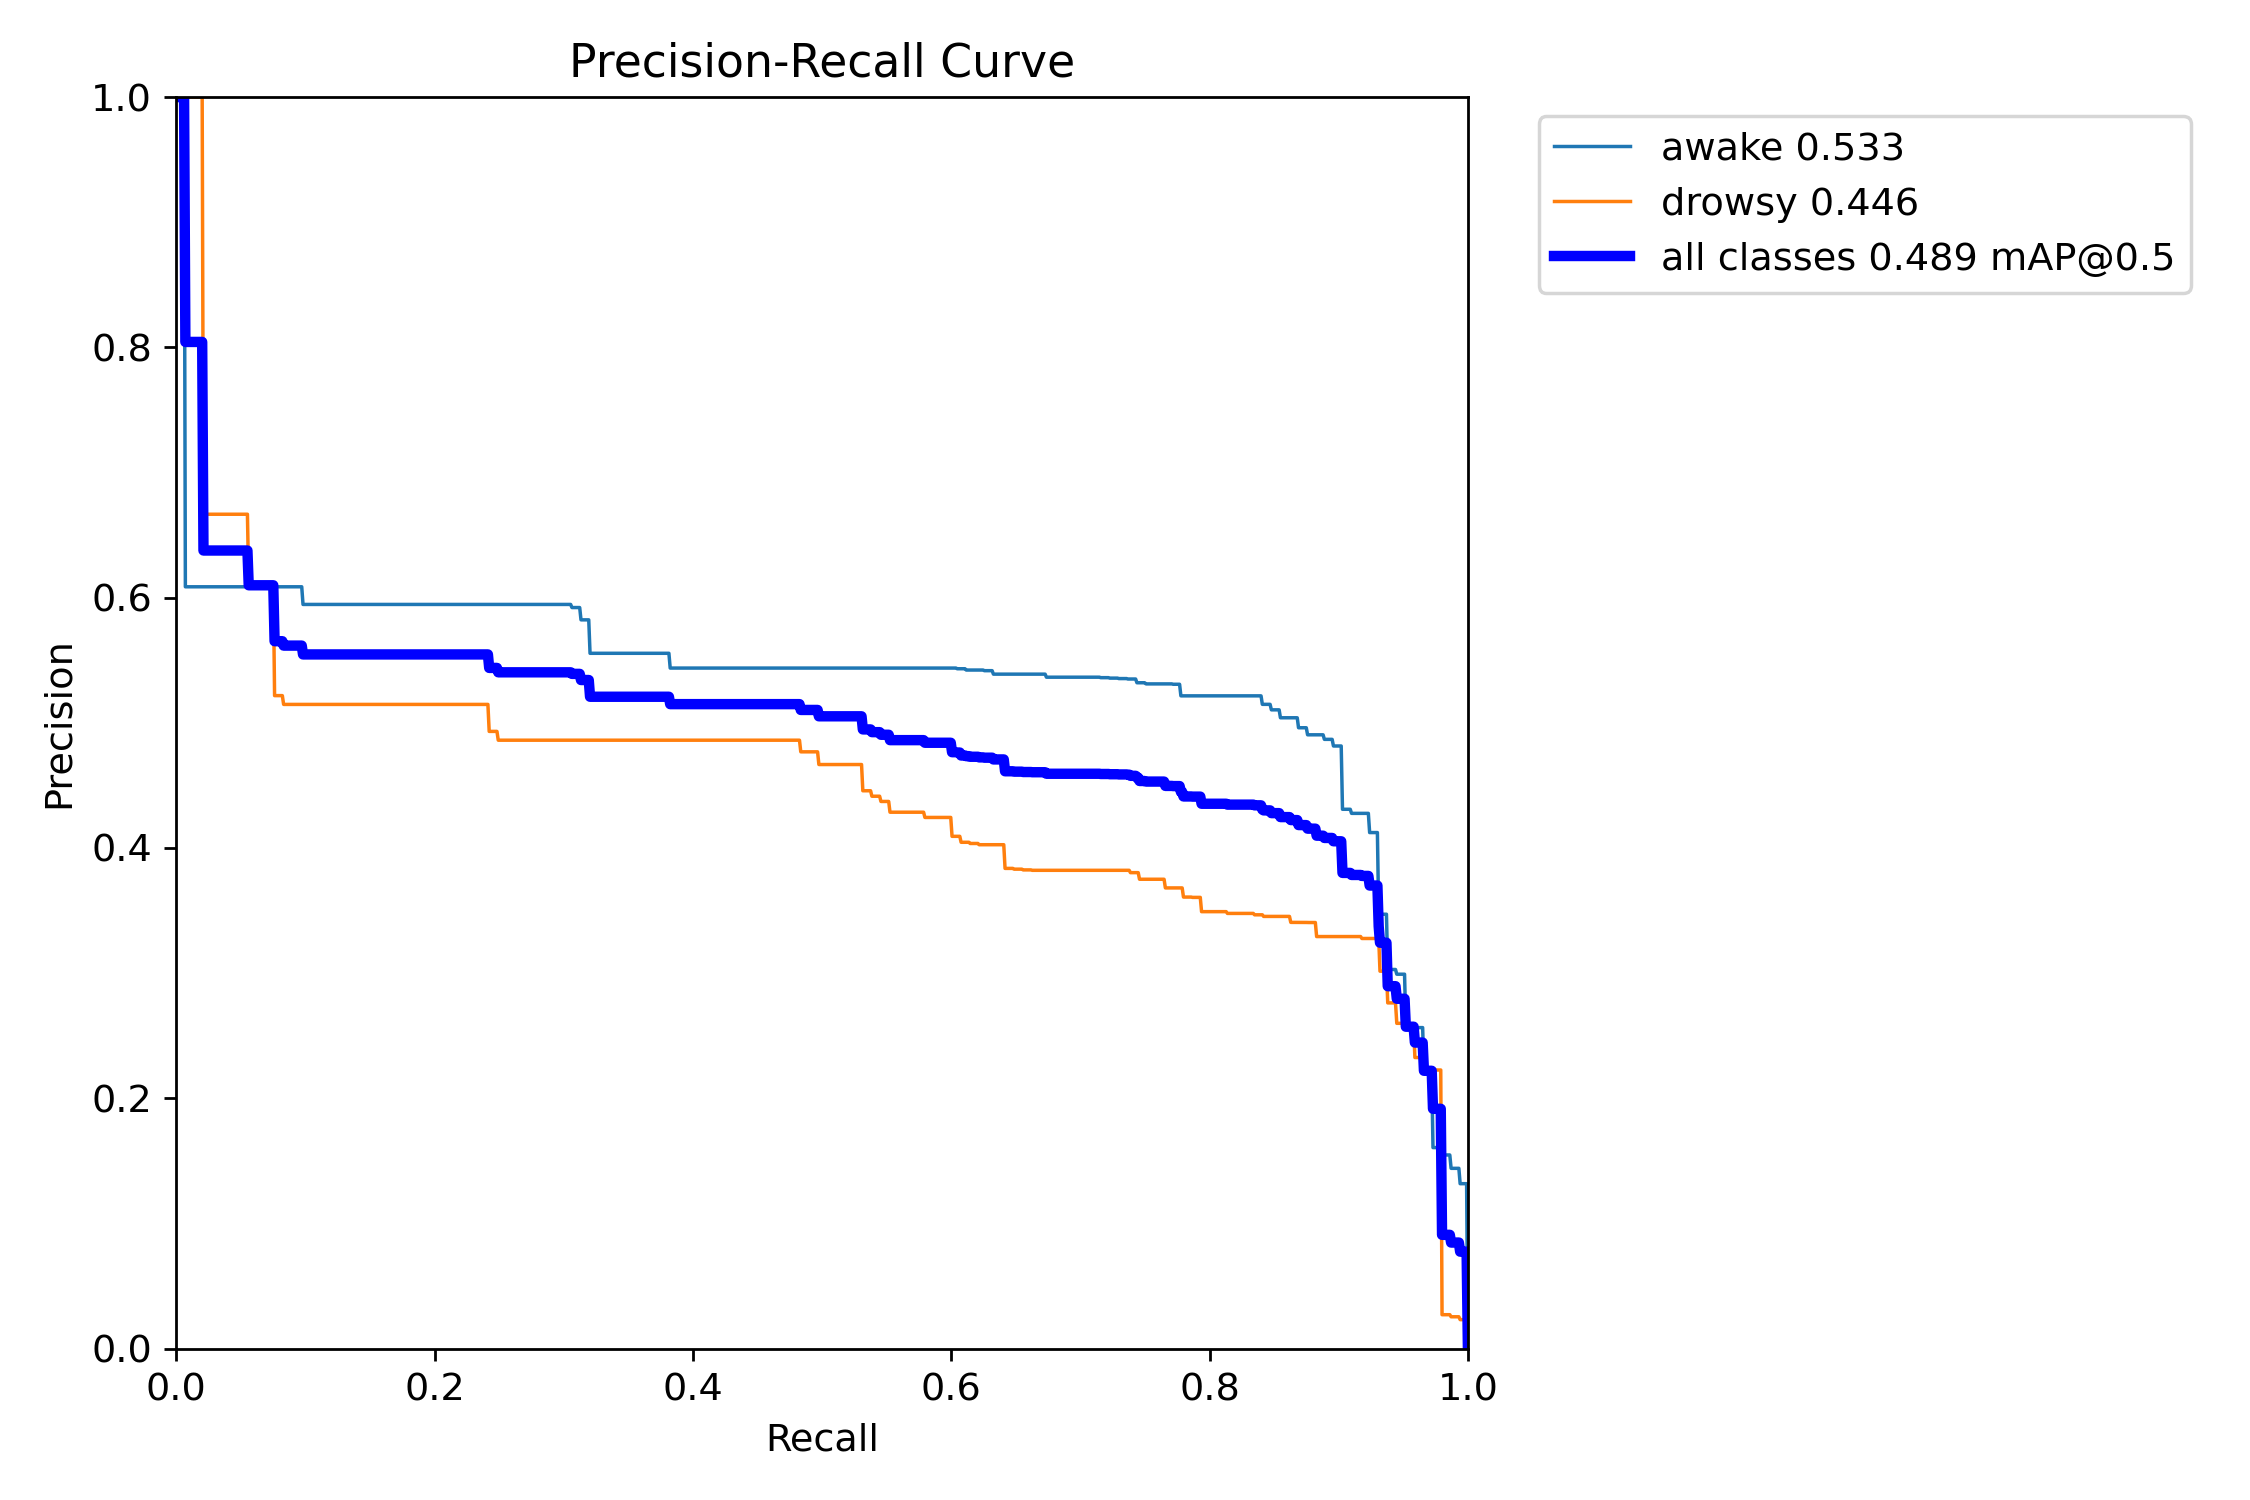 Precision-Recall Curve
awake 0.533
drowsy 0.446
all classes 0.489 mAP@0.5
Precision
1.0
0.8
0.6
0.4
0.2
0.0
0.0 0.2 0.4 0.6 0.8 1.0
Recall